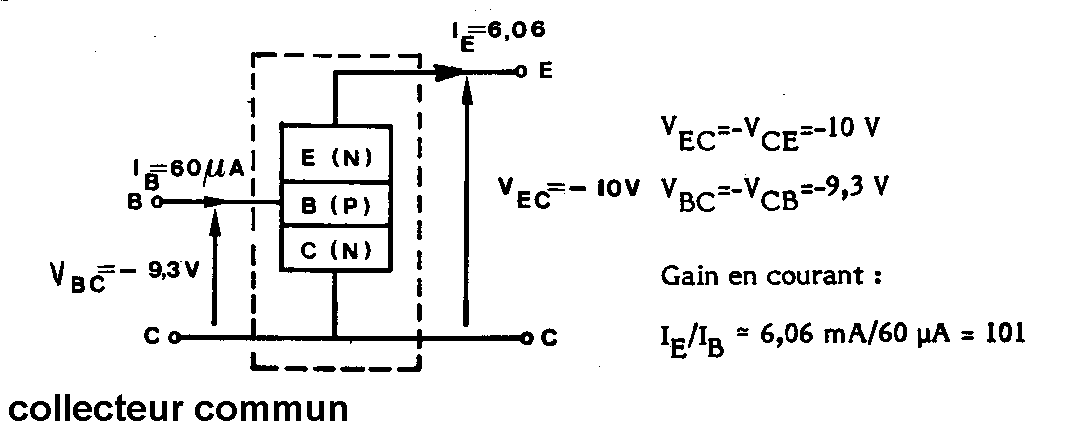 I_E=6,06
E
E (N)
I_B=60µA
B
B (P)
V_EC=- 10V
V_EC=-V_CE=-10 V
V_BC=-V_CB=-9,3 V
C (N)
V_BC=- 9,3V
Gain en courant :
C
C
I_E/I_B ≃ 6,06 mA/60 µA = 101
collecteur commun